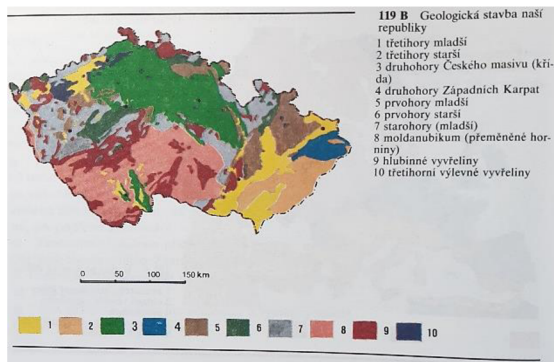 119 B Geologická stavba naší
republiky
1 třetihory mladší
2 třetihory starší
3 druhohory Českého masivu (kří-
da)
4 druhohory Západních Karpat
5 prvohory mladší
6 prvohory starší
7 starohory (mladší)
8 moldanubikum (přeměněné hor-
niny)
9 hlubinné vyvřeliny
10 třetihorní výlevné vyvřeliny
0 50 100 150 km
1 2 3 4 5 6 7 8 9 10